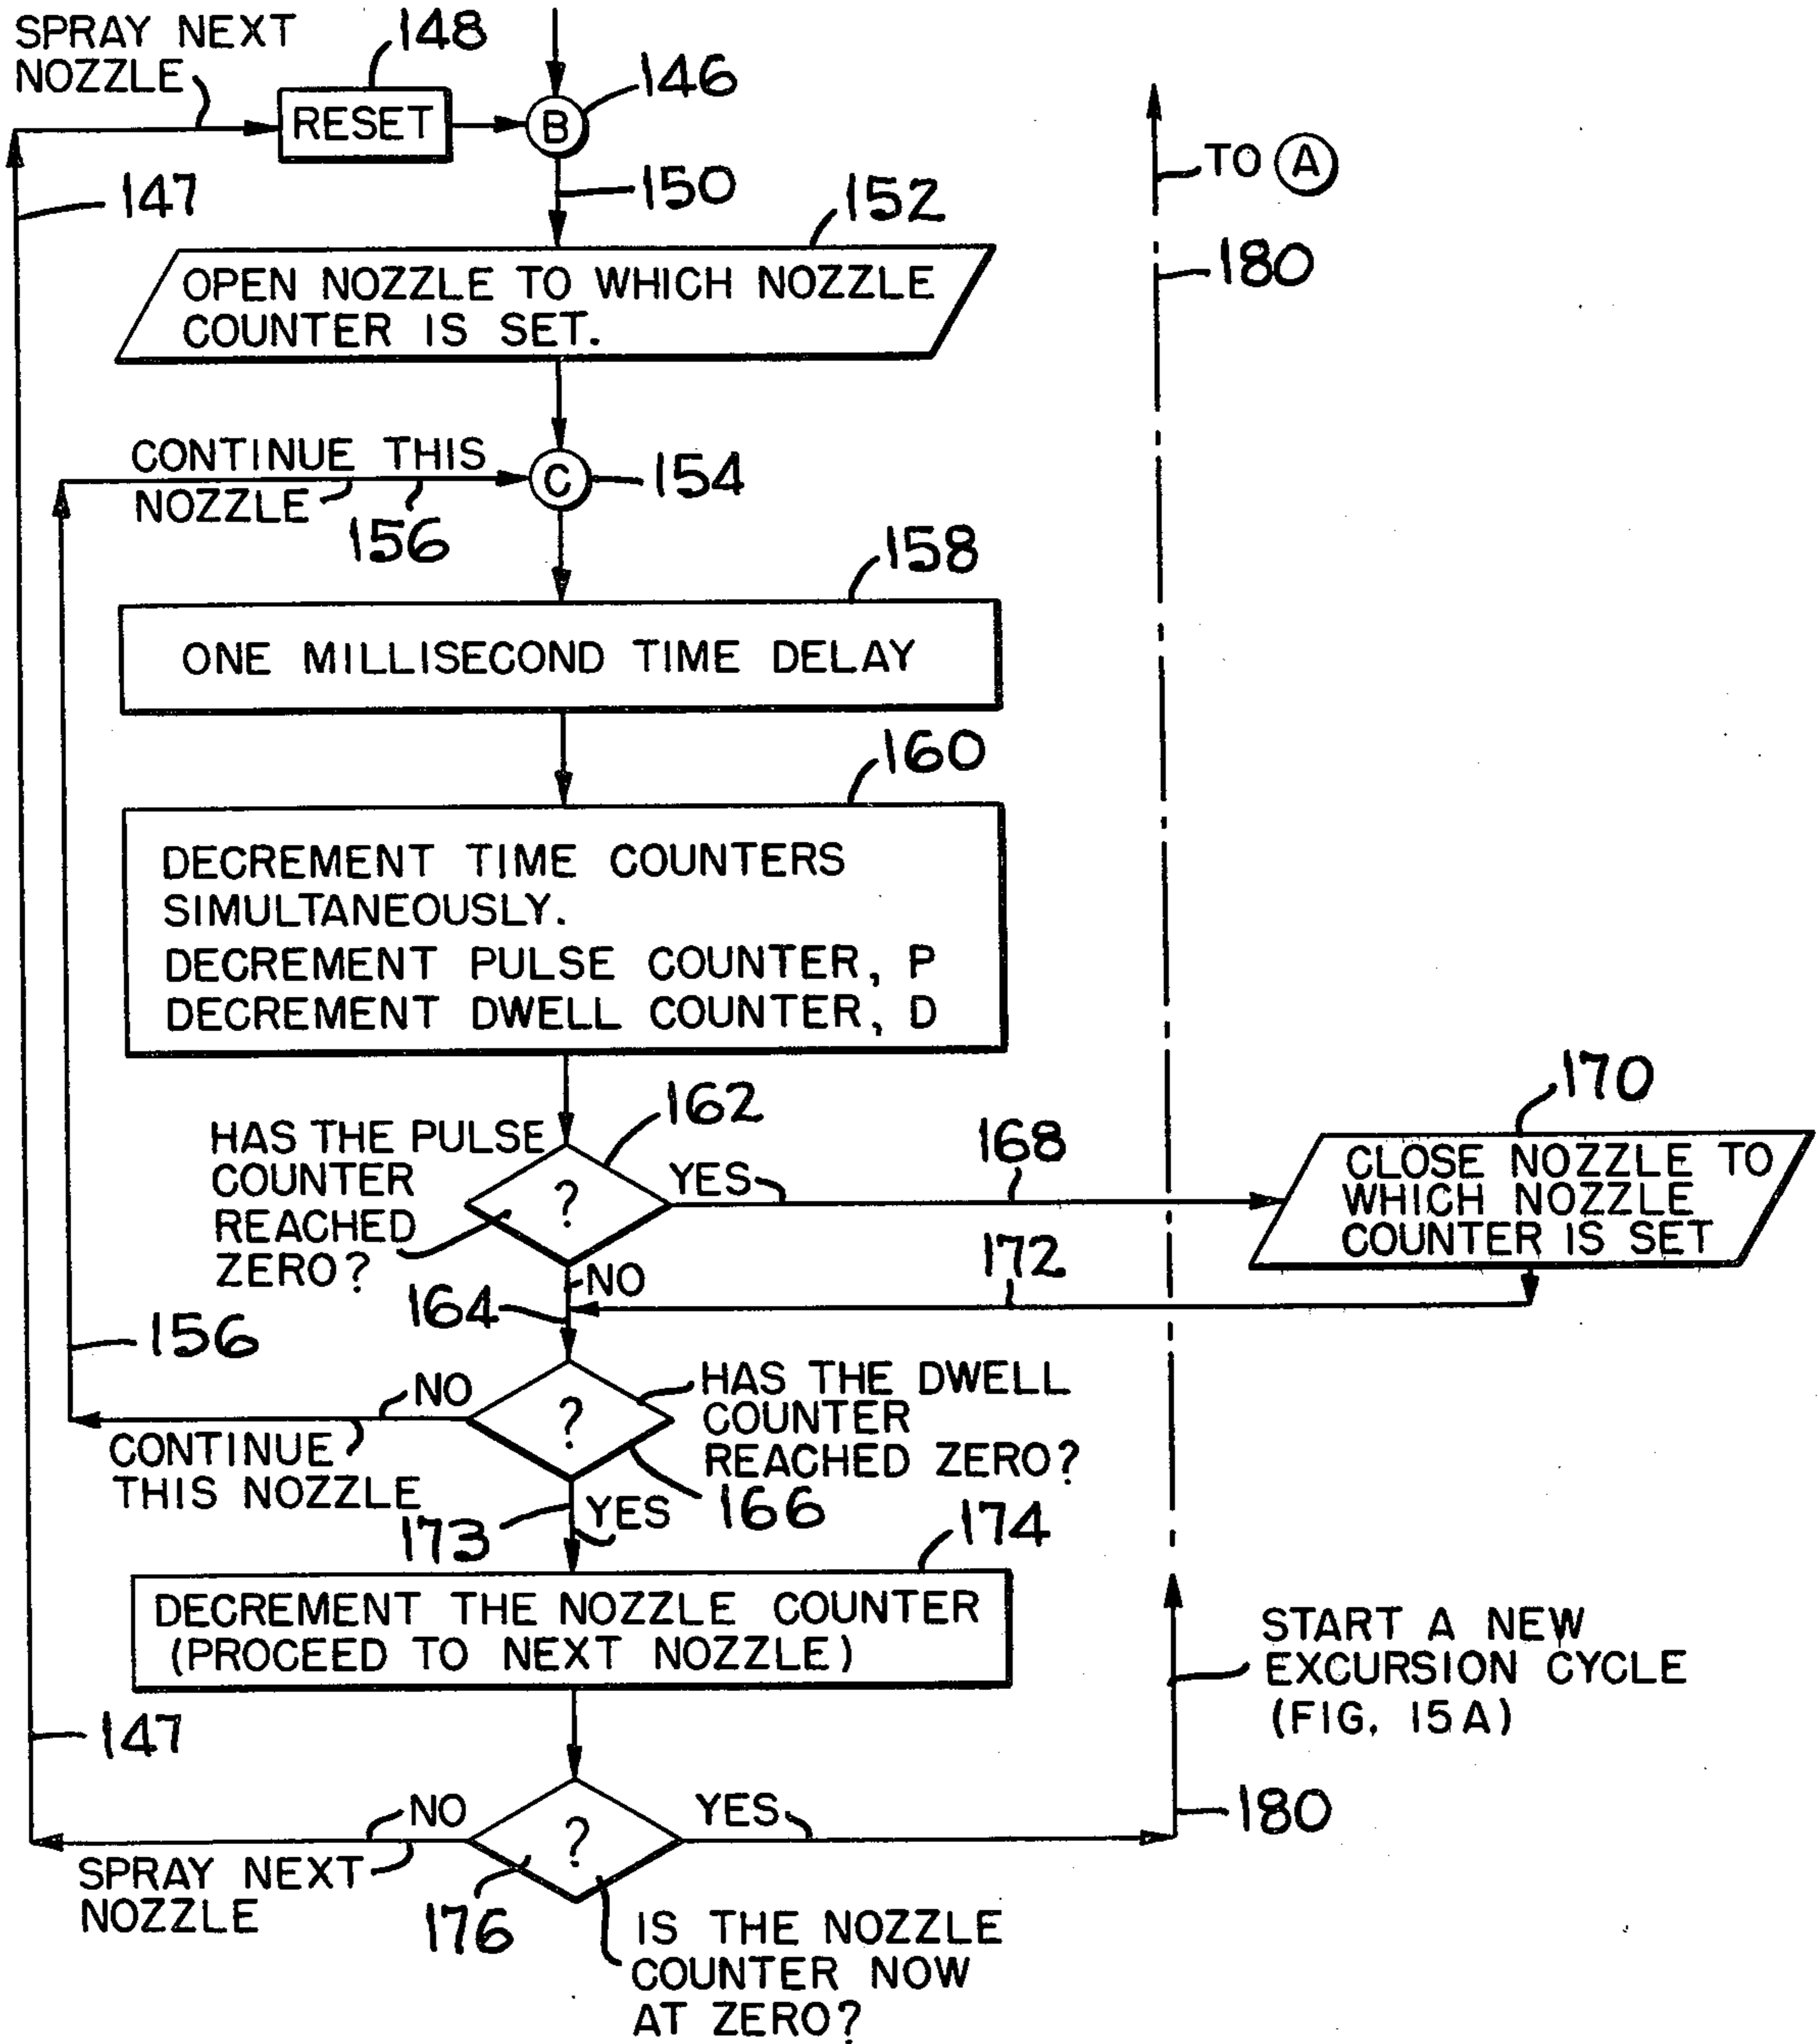 SPRAY NEXT
NOZZLE
148
RESET
B
146
147
150
TO A
180
152
OPEN NOZZLE TO WHICH NOZZLE
COUNTER IS SET.
CONTINUE THIS
NOZZLE
156
C
154
158
ONE MILLISECOND TIME DELAY
160
DECREMENT TIME COUNTERS
SIMULTANEOUSLY.
DECREMENT PULSE COUNTER, P
DECREMENT DWELL COUNTER, D
162
HAS THE PULSE
COUNTER
REACHED
ZERO?
?
YES
168
170
CLOSE NOZZLE TO
WHICH NOZZLE
COUNTER IS SET
172
NO
164
156
NO
CONTINUE
THIS NOZZLE
?
HAS THE DWELL
COUNTER
REACHED ZERO?
166
173
YES
174
DECREMENT THE NOZZLE COUNTER
(PROCEED TO NEXT NOZZLE)
START A NEW
EXCURSION CYCLE
(FIG. 15A)
147
180
NO
SPRAY NEXT
NOZZLE
?
YES
176
IS THE NOZZLE
COUNTER NOW
AT ZERO?